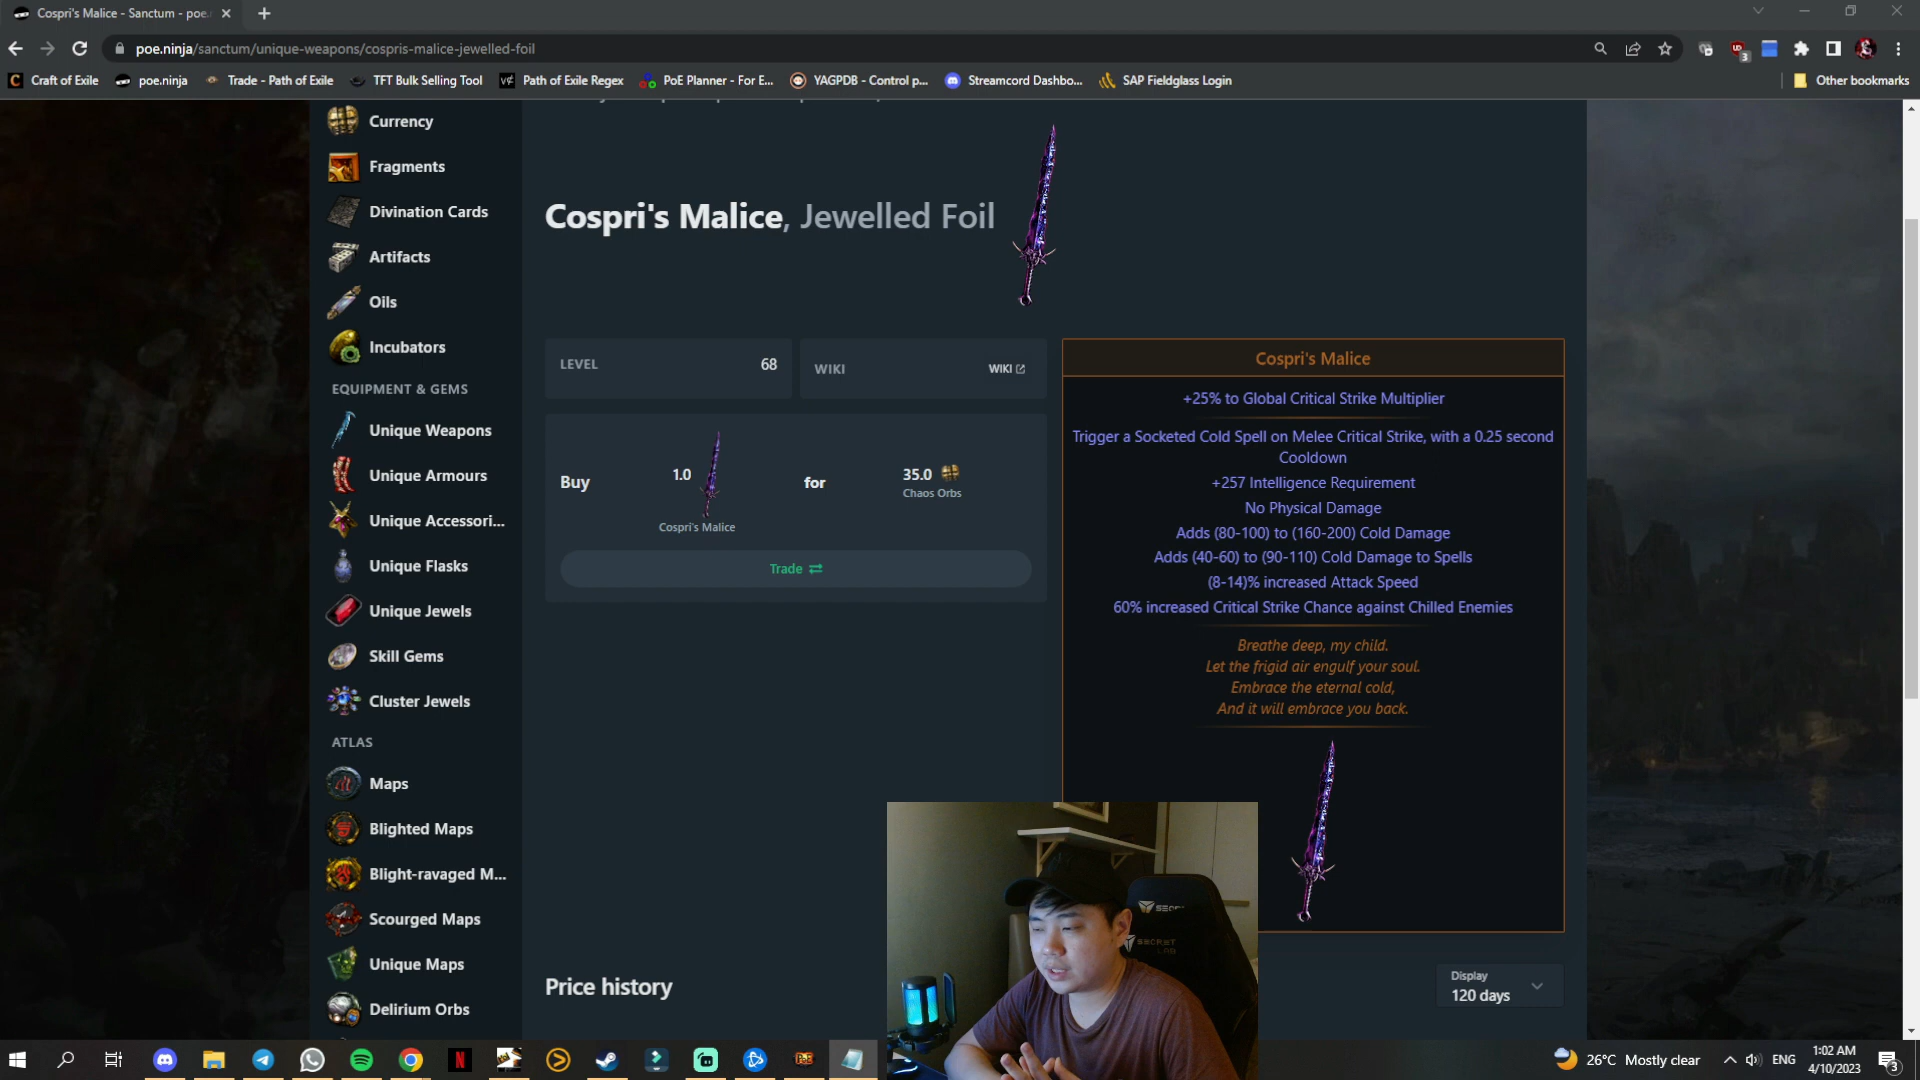 Cospri's Malice - Sanctum - poe.n
poe.ninja/sanctum/unique-weapons/cospris-malice-jewelled-foil
3
Craft of Exile
poe.ninja
Trade - Path of Exile
TFT Bulk Selling Tool
Path of Exile Regex
PoE Planner - For E...
YAGPDB - Control p...
Streamcord Dashbo...
SAP Fieldglass Login
Other bookmarks
Currency
Fragments
Divination Cards
Artifacts
Oils
Incubators
EQUIPMENT & GEMS
Unique Weapons
Unique Armours
Unique Accessori...
Unique Flasks
Unique Jewels
Skill Gems
Cluster Jewels
ATLAS
Maps
Blighted Maps
Blight-ravaged M...
Scourged Maps
Unique Maps
Delirium Orbs
Cospri's Malice, Jewelled Foil
LEVEL 68
WIKI WIKI
Buy 1.0 for 35.0
Chaos Orbs
Cospri's Malice
Trade
Cospri's Malice
+25% to Global Critical Strike Multiplier
Trigger a Socketed Cold Spell on Melee Critical Strike, with a 0.25 second
Cooldown
+257 Intelligence Requirement
No Physical Damage
Adds (80-100) to (160-200) Cold Damage
Adds (40-60) to (90-110) Cold Damage to Spells
(8-14)% increased Attack Speed
60% increased Critical Strike Chance against Chilled Enemies
Breathe deep, my child.
Let the frigid air engulf your soul.
Embrace the eternal cold,
And it will embrace you back.
Price history
Display
120 days
SECRET
26°C Mostly clear
ENG
1:02 AM
4/10/2023
3